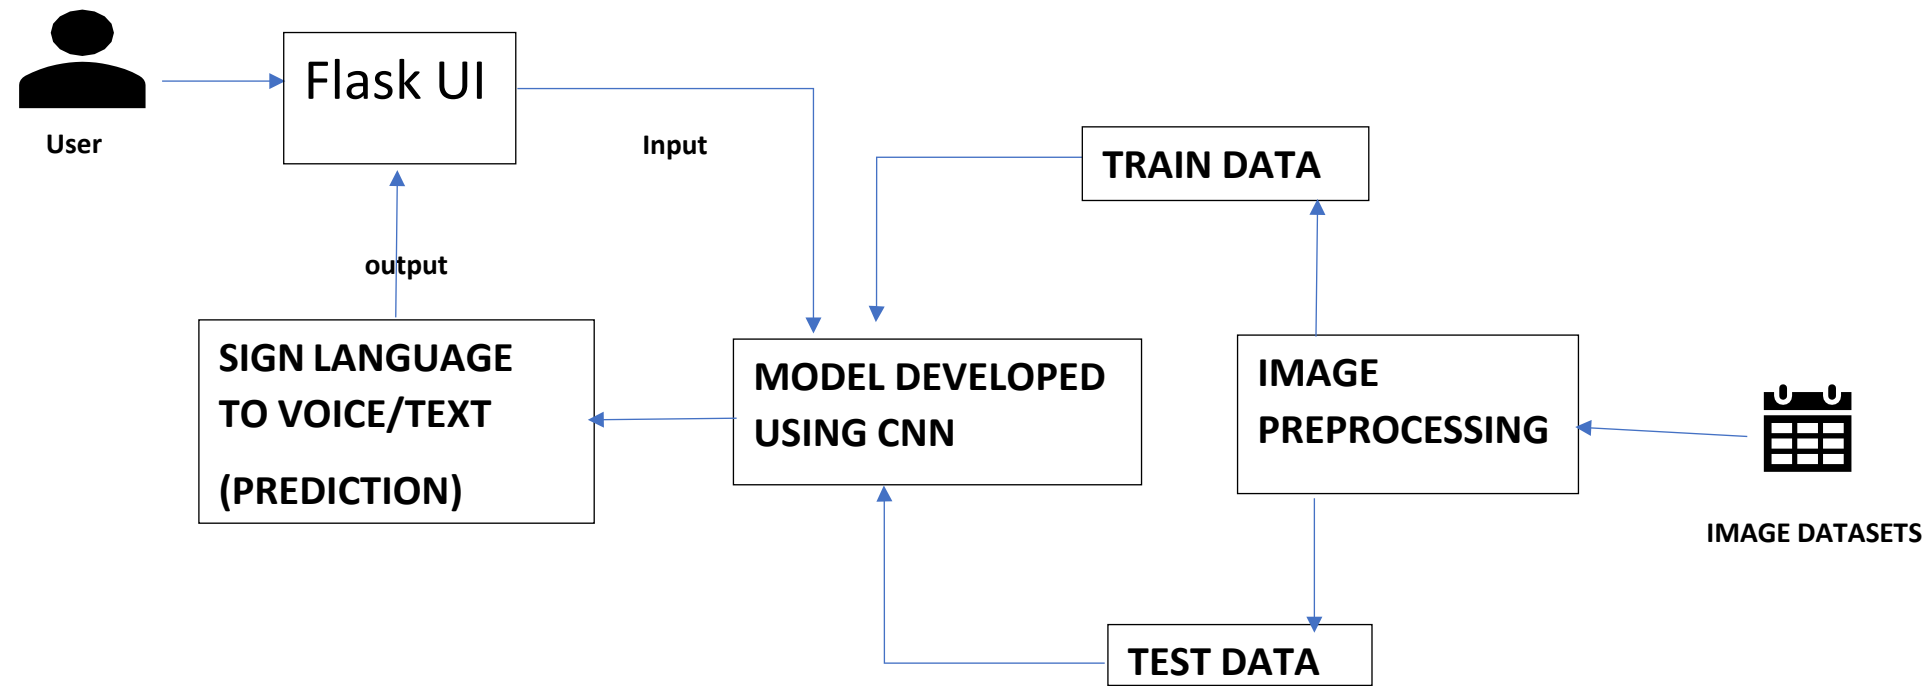 Flask UI
User
Input
TRAIN DATA
output
SIGN LANGUAGE
TO VOICE/TEXT
(PREDICTION)
MODEL DEVELOPED
USING CNN
IMAGE
PREPROCESSING
IMAGE DATASETS
TEST DATA